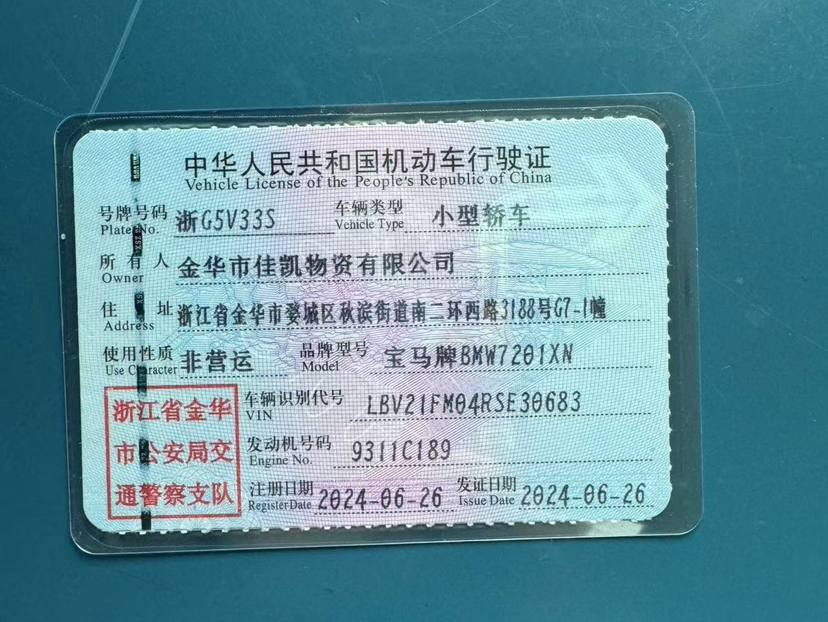 中华人民共和国机动车行驶证
Vehicle License of the People's Republic of China
号牌号码 浙G5V33S 车辆类型 小型轿车
Plate No. Vehicle Type
所有人 金华市佳凯物资有限公司
Owner
住址 浙江省金华市婺城区秋滨街道南二环西路3188号G7-1幢
Address
使用性质 非营运 品牌型号 宝马牌BMW7201XN
Use Character Model
浙江省金华
市公安局交
通警察支队
车辆识别代号 LBV21FM04RSE30683
VIN
发动机号码 9311C189
Engine No.
注册日期 2024-06-26 发证日期 2024-06-26
Register Date Issue Date